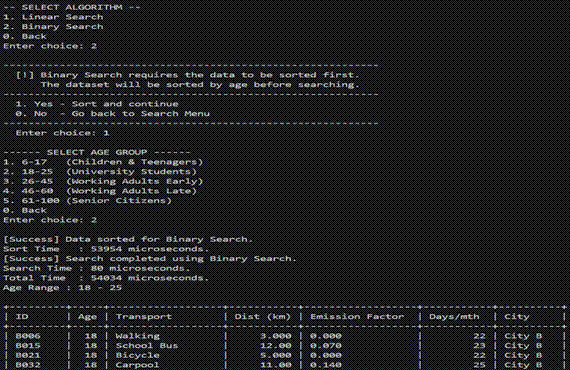 -- SELECT ALGORITHM --
1. Linear Search
2. Binary Search
0. Back
Enter choice: 2
---------------------------------------------------------------
[!] Binary Search requires the data to be sorted first.
The dataset will be sorted by age before searching.
---------------------------------------------------------------
1. Yes - Sort and continue
0. No - Go back to Search Menu
---------------------------------------------------------------
Enter choice: 1
------ SELECT AGE GROUP ------
1. 6-17 (Children & Teenagers)
2. 18-25 (University Students)
3. 26-45 (Working Adults Early)
4. 46-60 (Working Adults Late)
5. 61-100 (Senior Citizens)
0. Back
Enter choice: 2
[Success] Data sorted for Binary Search.
Sort Time : 53954 microseconds.
[Success] Search completed using Binary Search.
Search Time : 80 microseconds.
Total Time : 54034 microseconds.
Age Range : 18 - 25
| ID | Age | Transport | Dist (km) | Emission Factor | Days/mth | City |
| B006 | 18 | Walking | 3.000 | 0.000 | 22 | City B |
| B015 | 18 | School Bus | 12.00 | 0.070 | 23 | City B |
| B021 | 18 | Bicycle | 5.000 | 0.000 | 22 | City B |
| B032 | 18 | Carpool | 11.00 | 0.140 | 25 | City B |